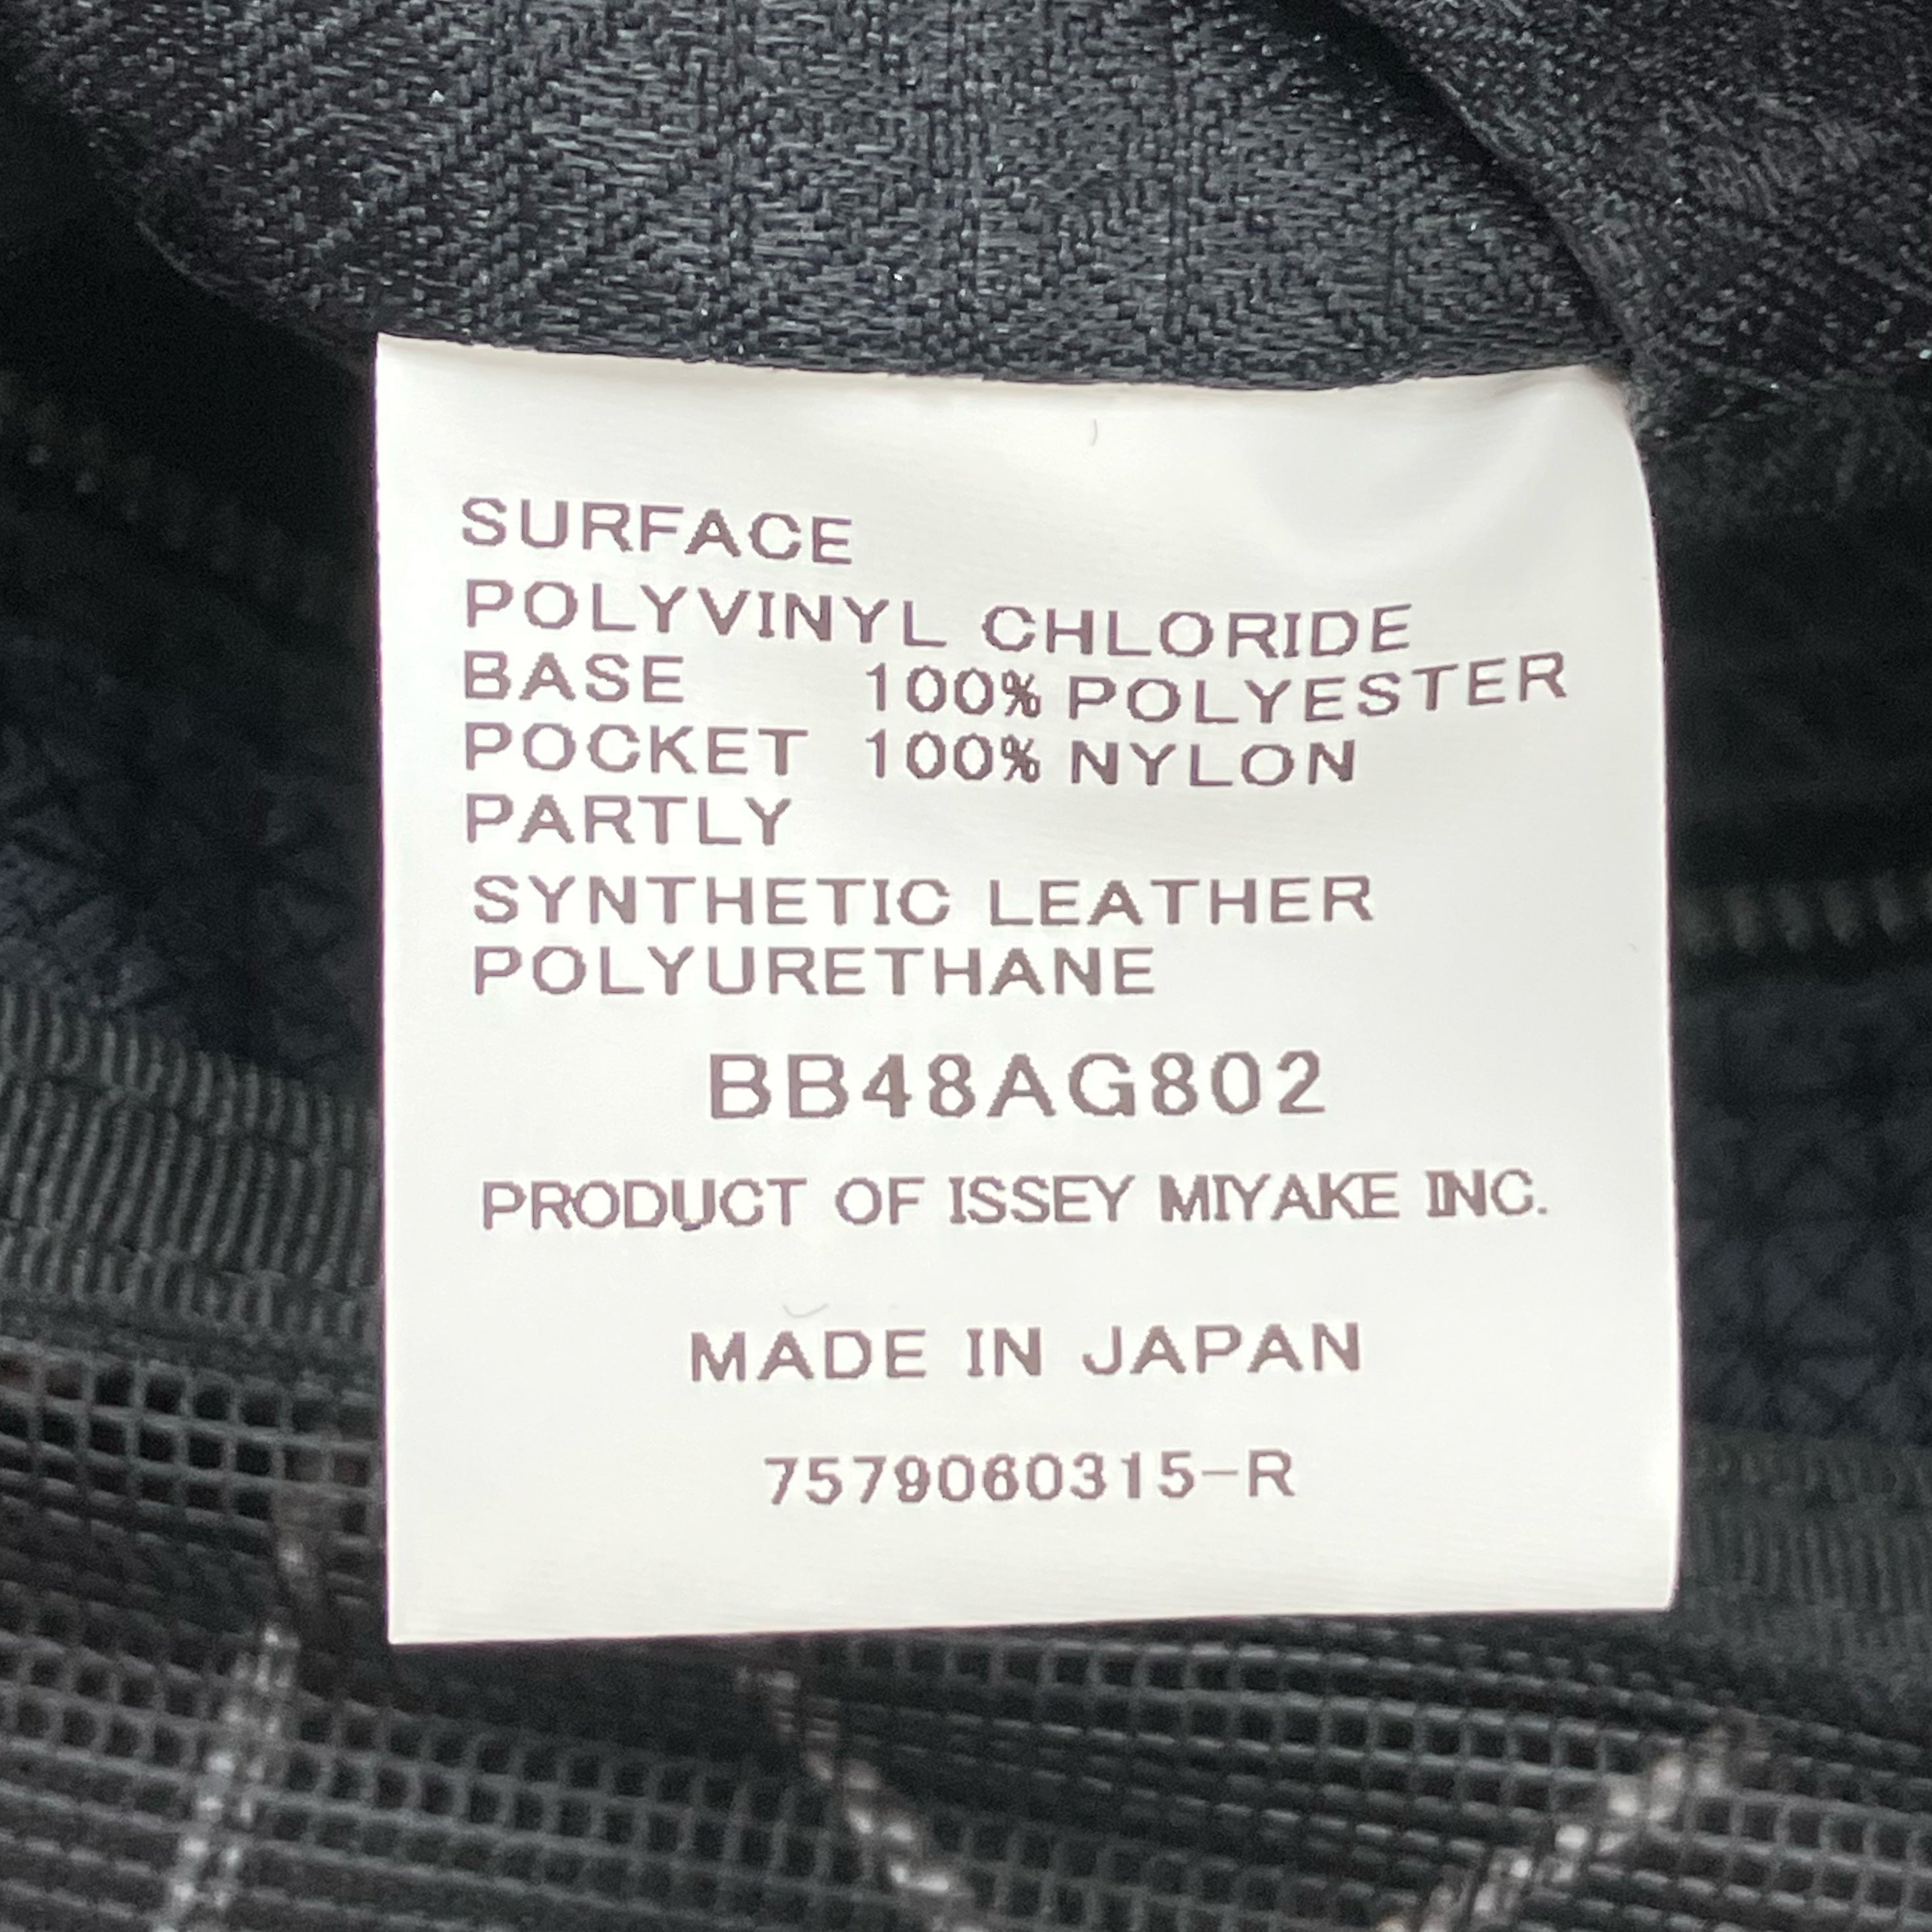 SURFACE
POLYVINYL CHLORIDE
BASE 100% POLYESTER
POCKET 100% NYLON
PARTLY
SYNTHETIC LEATHER
POLYURETHANE
BB48AG802
PRODUCT OF ISSEY MIYAKE INC.
MADE IN JAPAN
7579060315-R